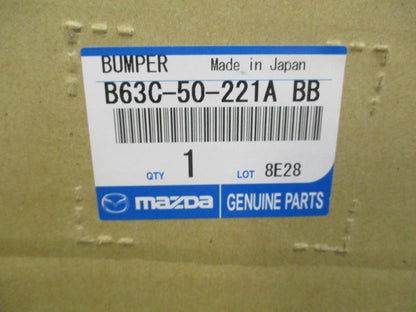 BUMPER Made in Japan
B63C-50-221A BB
QTY 1 LOT 8E28
mazda GENUINE PARTS